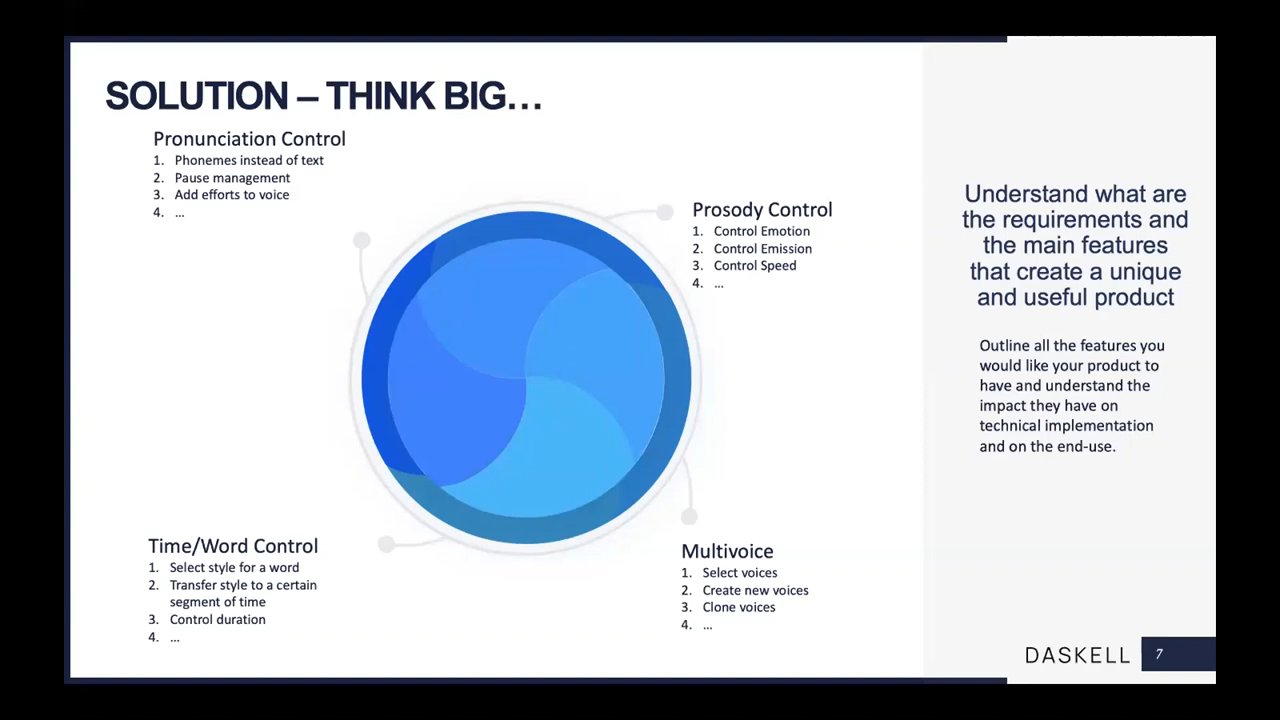 SOLUTION – THINK BIG...
Pronunciation Control
1. Phonemes instead of text
2. Pause management
3. Add efforts to voice
4. ...
Prosody Control
1. Control Emotion
2. Control Emission
3. Control Speed
4. ...
Time/Word Control
1. Select style for a word
2. Transfer style to a certain
segment of time
3. Control duration
4. ...
Multivoice
1. Select voices
2. Create new voices
3. Clone voices
4. ...
Understand what are
the requirements and
the main features
that create a unique
and useful product
Outline all the features you
would like your product to
have and understand the
impact they have on
technical implementation
and on the end-use.
DASKELL
7